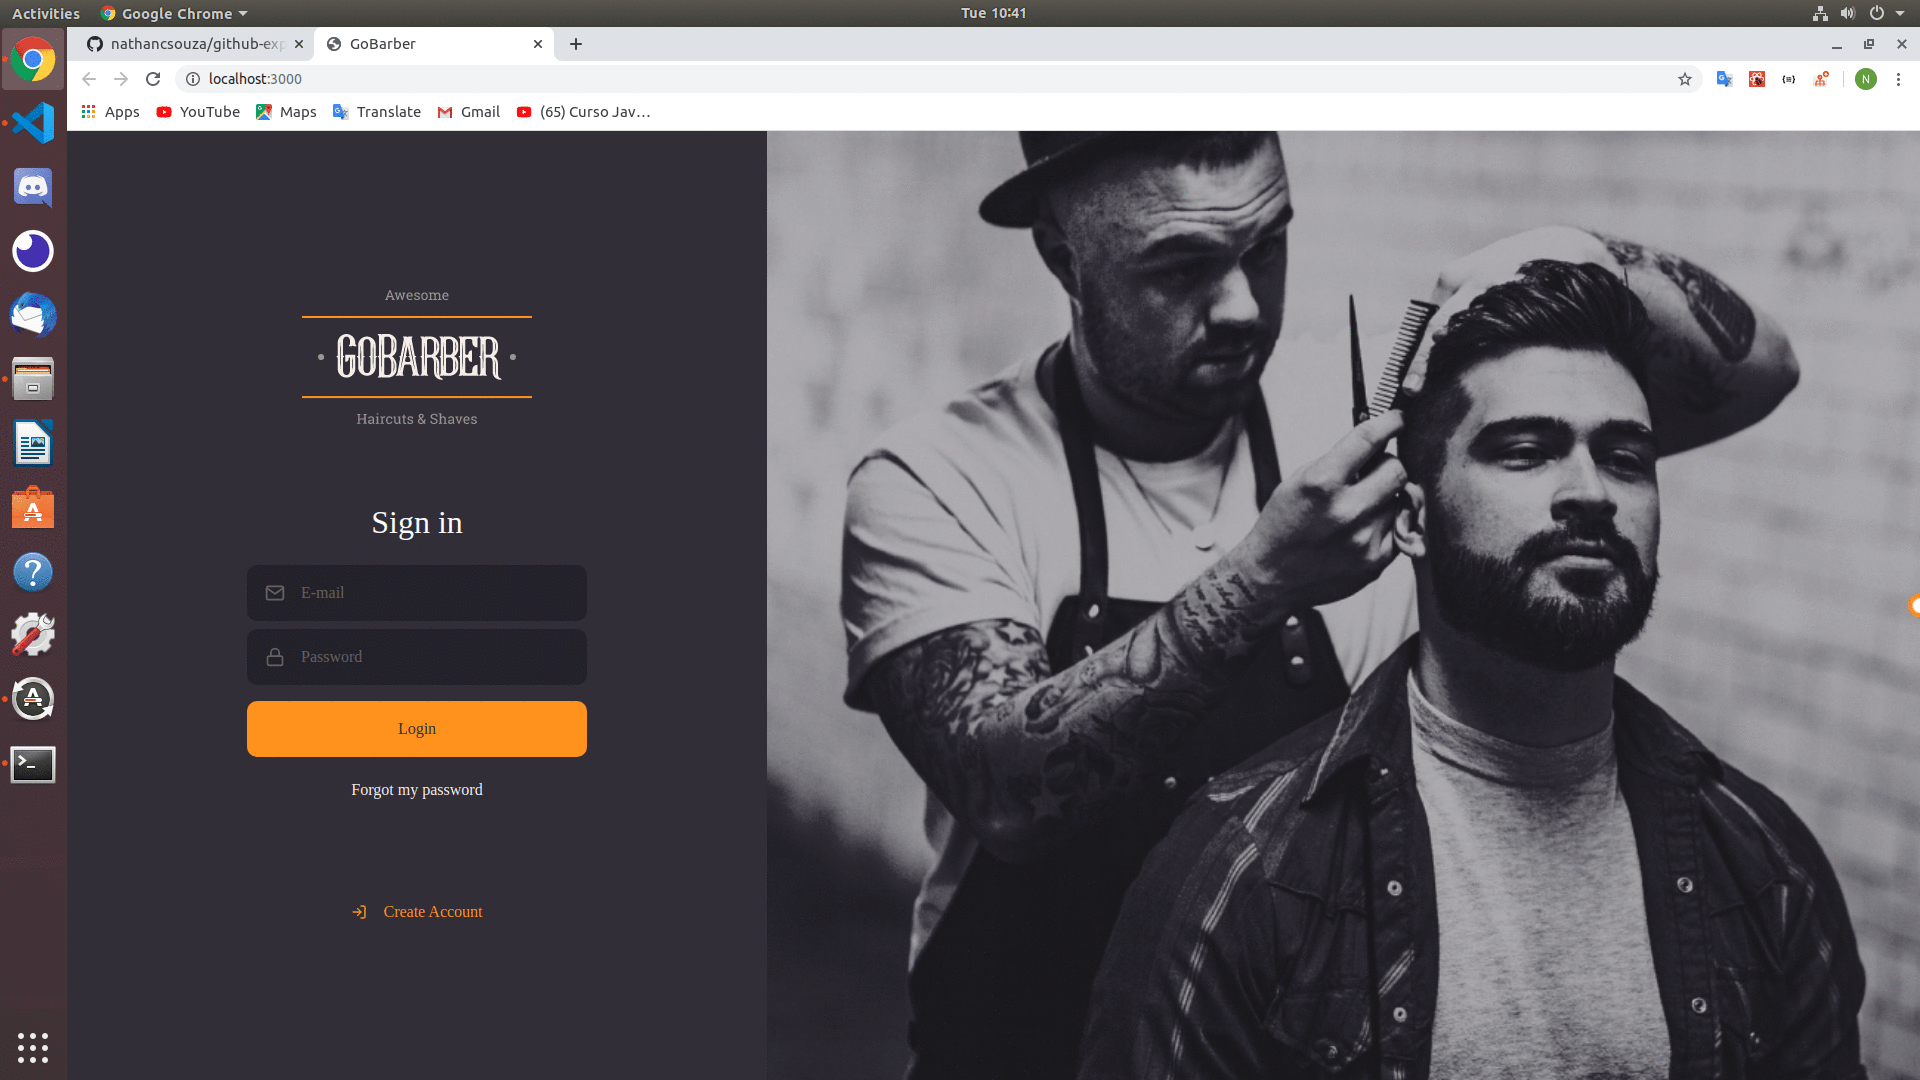 Activities
Google Chrome
Tue 10:41
nathancsouza/github-exp
GoBarber
localhost:3000
N
Apps
YouTube
Maps
Translate
Gmail
(65) Curso Jav…
Awesome
GoBARBER
Haircuts & Shaves
Sign in
E-mail
Password
Login
Forgot my password
Create Account